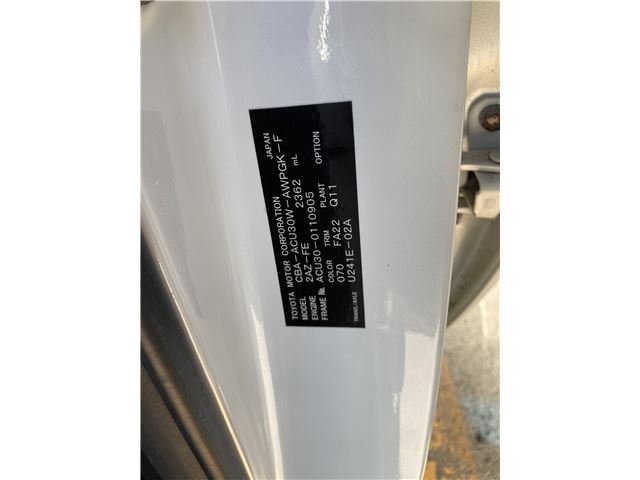 TOYOTA MOTOR CORPORATION JAPAN
MODEL CBA-ACU30W-AWPGK-F
ENGINE 2AZ-FE 2362 mL
FRAME No. ACU30-0110905
COLOR TRIM PLANT OPTION
070 FA22 Q11
TRANS./AXLE U241E-02A